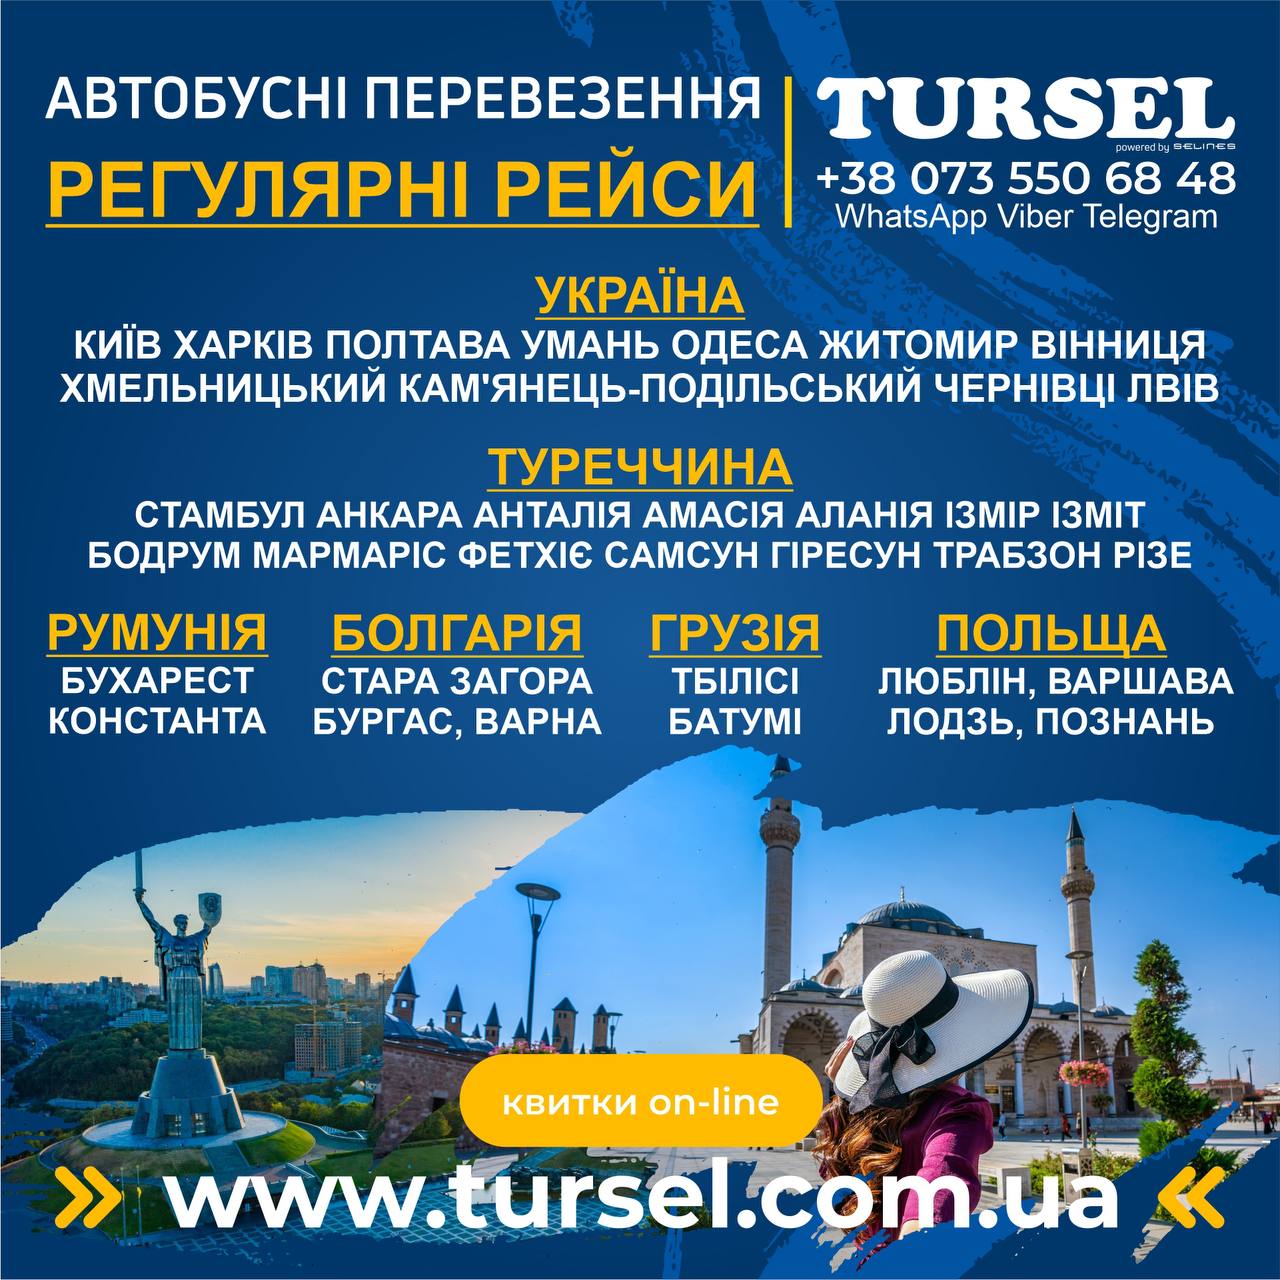 АВТОБУСНІ ПЕРЕВЕЗЕННЯ
РЕГУЛЯРНІ РЕЙСИ
TURSEL
powered by SELINES
+38 073 550 68 48
WhatsApp Viber Telegram
УКРАЇНА
КИЇВ ХАРКІВ ПОЛТАВА УМАНЬ ОДЕСА ЖИТОМИР ВІННИЦЯ
ХМЕЛЬНИЦЬКИЙ КАМ'ЯНЕЦЬ-ПОДІЛЬСЬКИЙ ЧЕРНІВЦІ ЛВІВ
ТУРЕЧЧИНА
СТАМБУЛ АНКАРА АНТАЛІЯ АМАСІЯ АЛАНІЯ ІЗМІР ІЗМІТ
БОДРУМ МАРМАРІС ФЕТХІЄ САМСУН ГІРЕСУН ТРАБЗОН РІЗЕ
РУМУНІЯ
БУХАРЕСТ
КОНСТАНТА
БОЛГАРІЯ
СТАРА ЗАГОРА
БУРГАС, ВАРНА
ГРУЗІЯ
ТБІЛІСІ
БАТУМІ
ПОЛЬЩА
ЛЮБЛІН, ВАРШАВА
ЛОДЗЬ, ПОЗНАНЬ
квитки on-line
» www.tursel.com.ua «